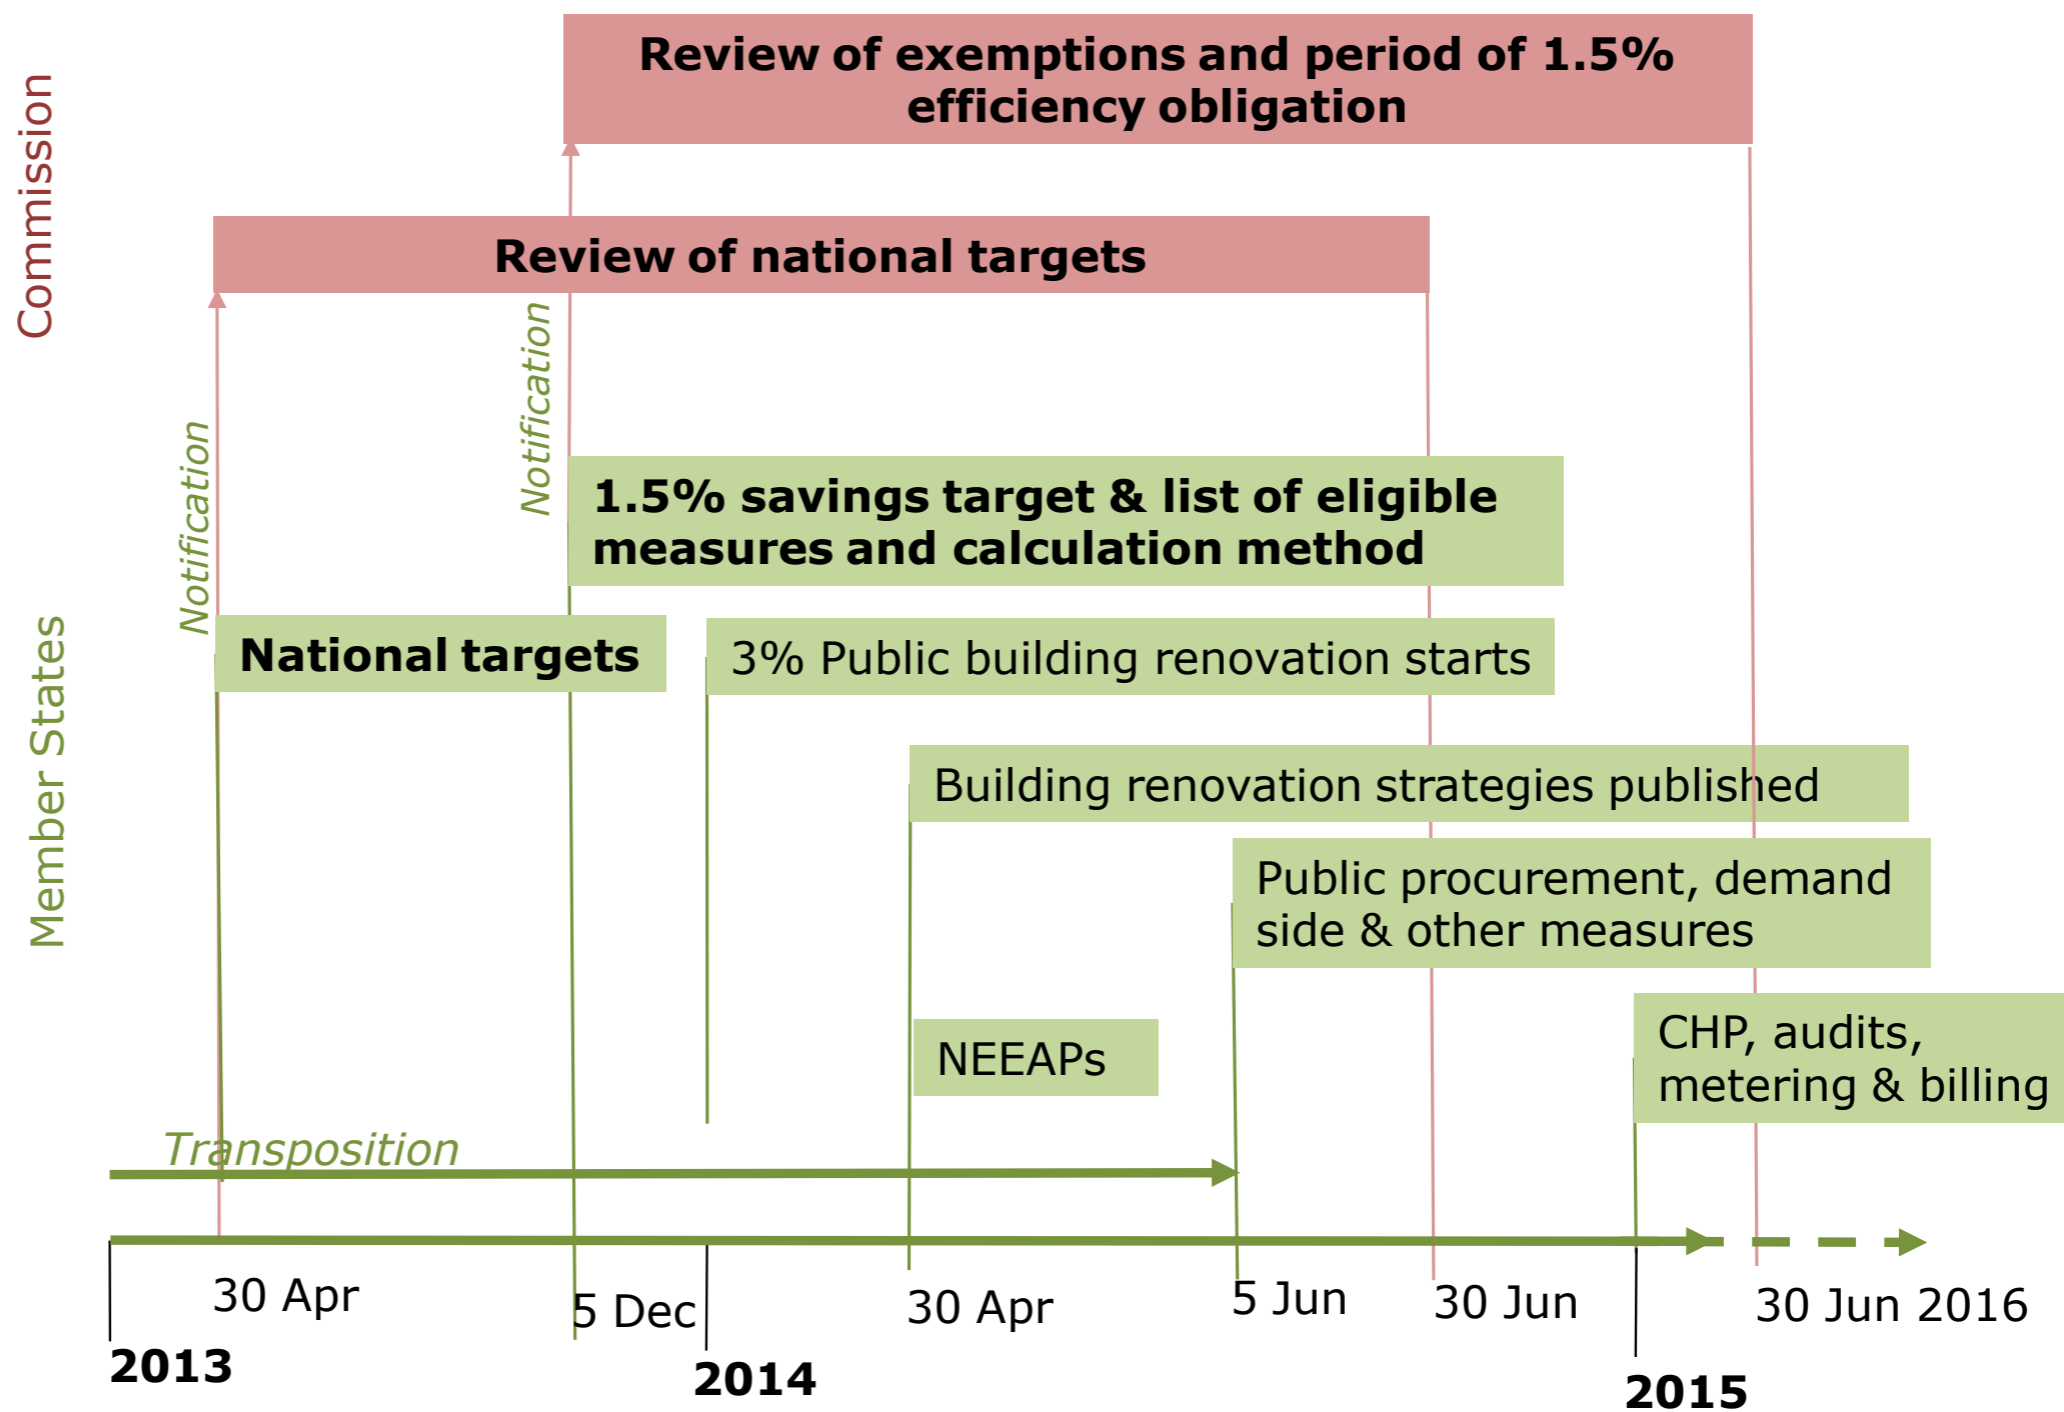 Commission
Review of exemptions and period of 1.5%
efficiency obligation
Review of national targets
Notification
Notification
Member States
1.5% savings target & list of eligible
measures and calculation method
National targets
3% Public building renovation starts
Building renovation strategies published
Public procurement, demand
side & other measures
NEEAPs
CHP, audits,
metering & billing
Transposition
30 Apr
5 Dec
30 Apr
5 Jun
30 Jun
30 Jun 2016
2013
2014
2015